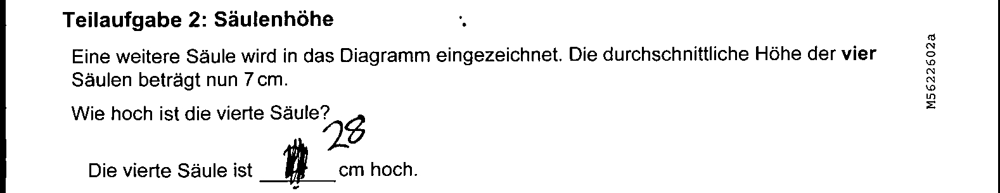 Teilaufgabe 2: Säulenhöhe
Eine weitere Säule wird in das Diagramm eingezeichnet. Die durchschnittliche Höhe der vier
Säulen beträgt nun 7 cm.
Wie hoch ist die vierte Säule?
28
Die vierte Säule ist ______ cm hoch.
M5622602a